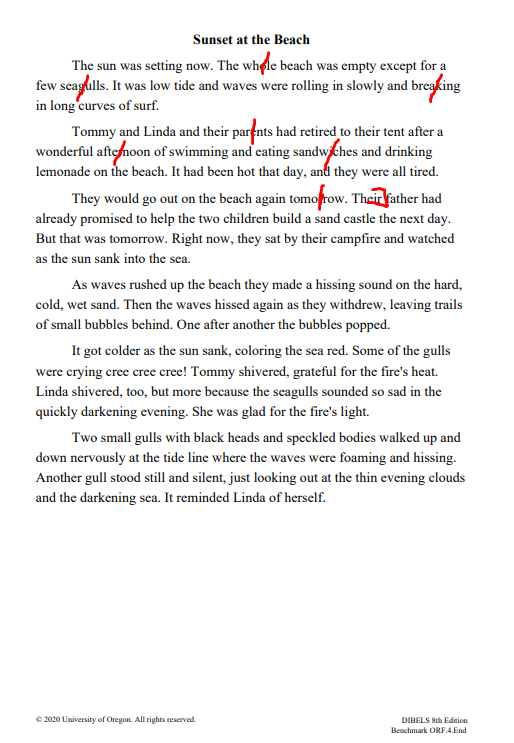 Sunset at the Beach
The sun was setting now. The whole beach was empty except for a
few seagulls. It was low tide and waves were rolling in slowly and breaking
in long curves of surf.
Tommy and Linda and their parents had retired to their tent after a
wonderful afternoon of swimming and eating sandwiches and drinking
lemonade on the beach. It had been hot that day, and they were all tired.
They would go out on the beach again tomorrow. Their father had
already promised to help the two children build a sand castle the next day.
But that was tomorrow. Right now, they sat by their campfire and watched
as the sun sank into the sea.
As waves rushed up the beach they made a hissing sound on the hard,
cold, wet sand. Then the waves hissed again as they withdrew, leaving trails
of small bubbles behind. One after another the bubbles popped.
It got colder as the sun sank, coloring the sea red. Some of the gulls
were crying cree cree cree! Tommy shivered, grateful for the fire's heat.
Linda shivered, too, but more because the seagulls sounded so sad in the
quickly darkening evening. She was glad for the fire's light.
Two small gulls with black heads and speckled bodies walked up and
down nervously at the tide line where the waves were foaming and hissing.
Another gull stood still and silent, just looking out at the thin evening clouds
and the darkening sea. It reminded Linda of herself.
© 2020 University of Oregon. All rights reserved.
DIBELS 8th Edition
Benchmark ORF.4.End